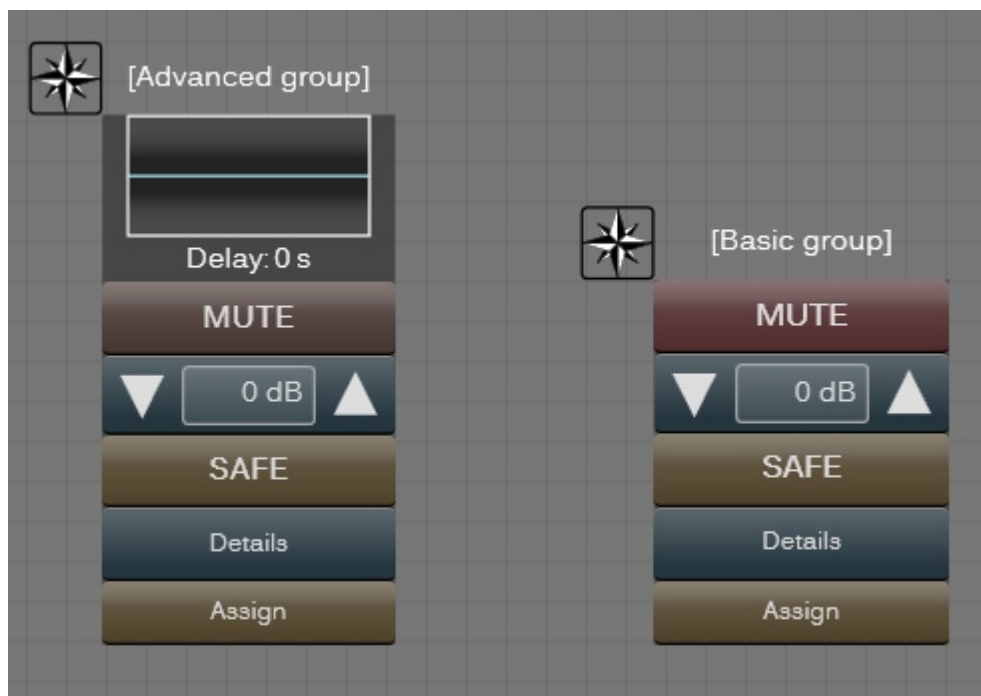 [Advanced group]
Delay: 0 s
MUTE
0 dB
SAFE
Details
Assign
[Basic group]
MUTE
0 dB
SAFE
Details
Assign